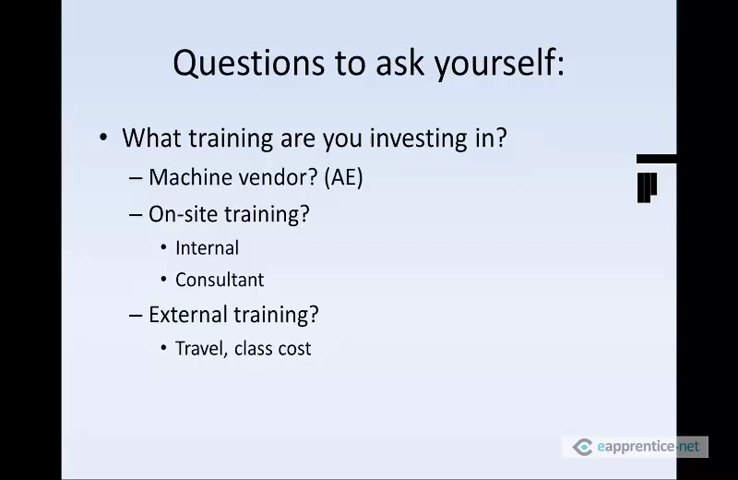 Questions to ask yourself:
• What training are you investing in?
– Machine vendor? (AE)
– On-site training?
• Internal
• Consultant
– External training?
• Travel, class cost
eapprentice·net